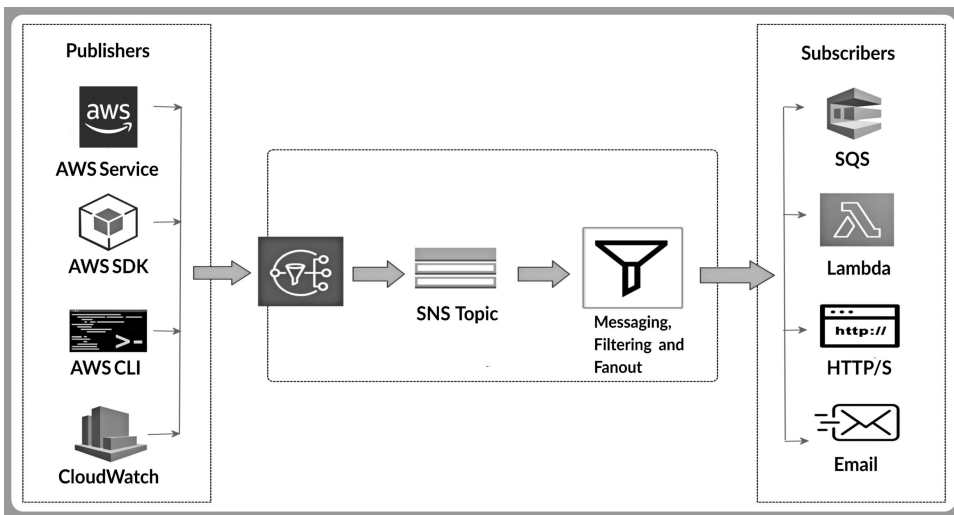 Publishers
aws
AWS Service
AWS SDK
>-
AWS CLI
CloudWatch
SNS Topic
Messaging,
Filtering and
Fanout
Subscribers
SQS
Lambda
http://
HTTP/S
Email